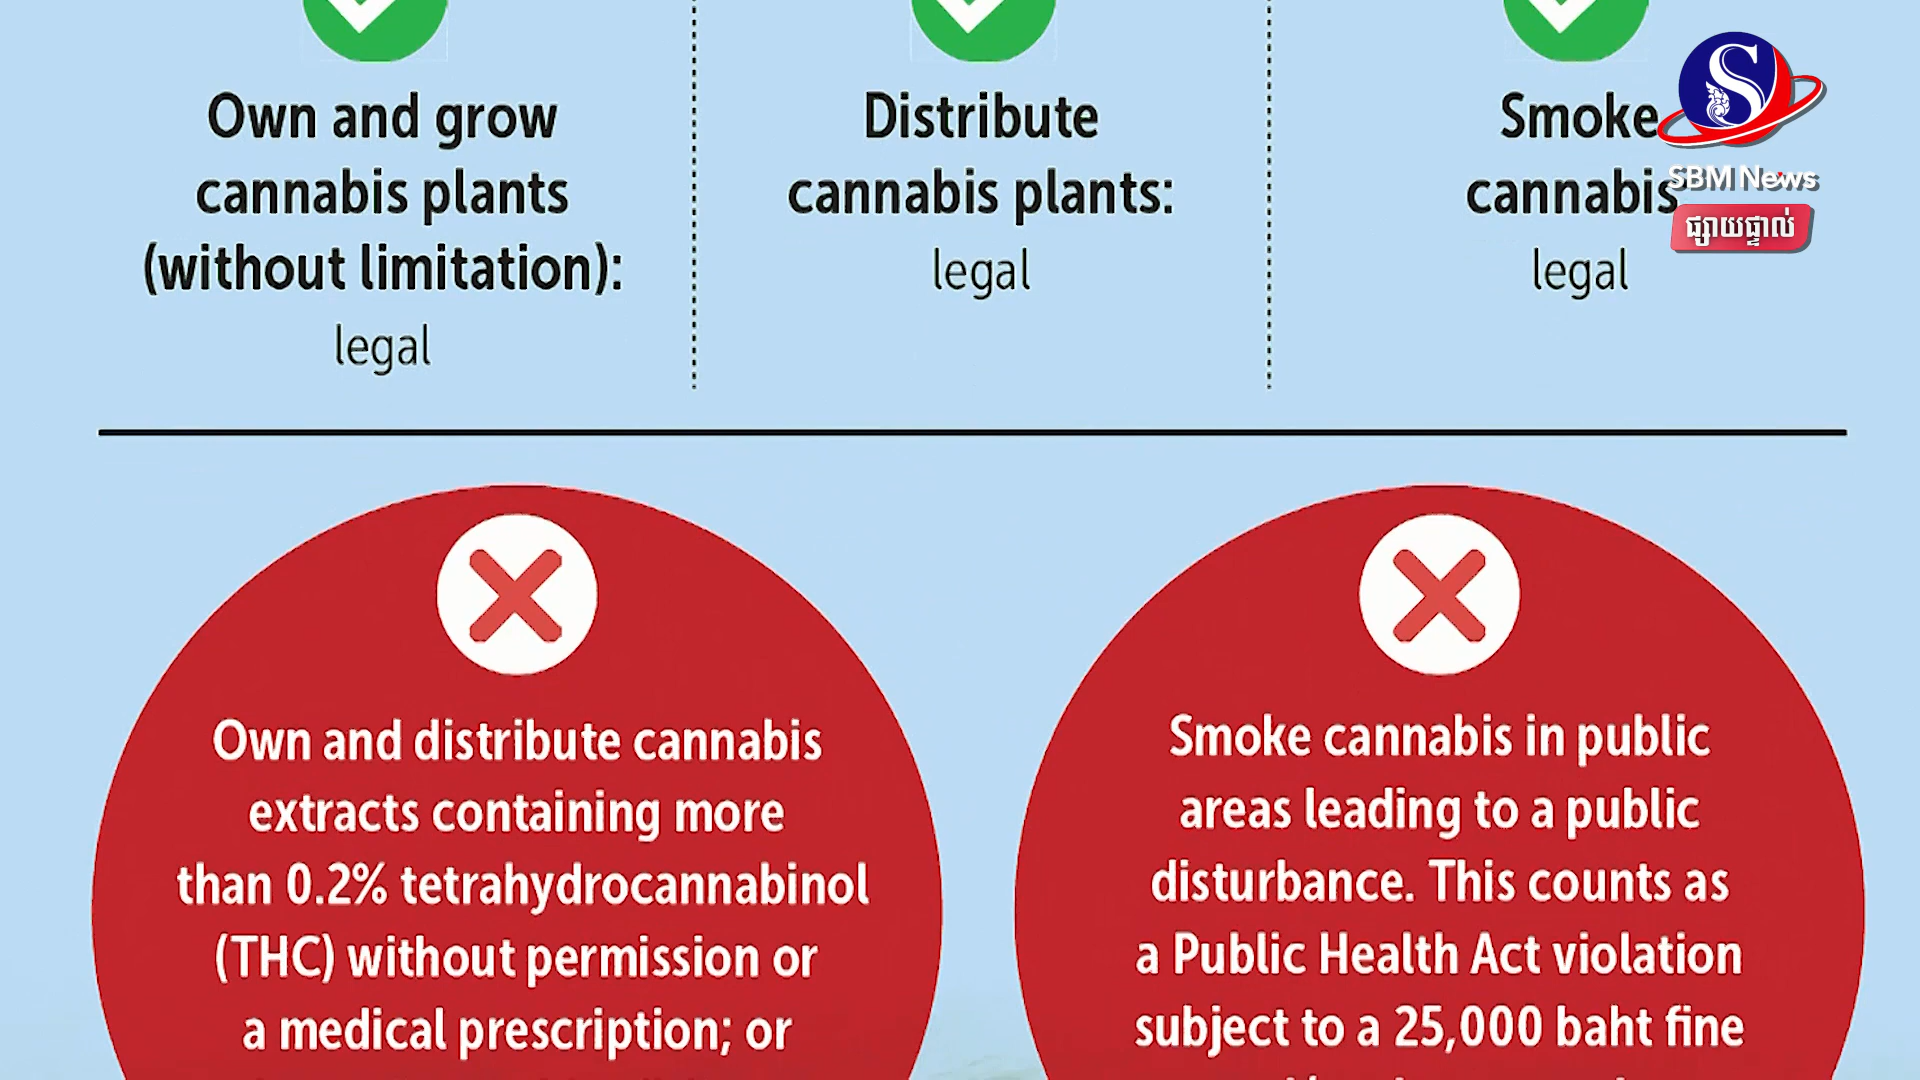 Own and grow
cannabis plants
(without limitation):
legal
Distribute
cannabis plants:
legal
Smoke
cannabis
legal
SBM News
ផ្សាយផ្ទាល់
Own and distribute cannabis
extracts containing more
than 0.2% tetrahydrocannabinol
(THC) without permission or
a medical prescription; or
Smoke cannabis in public
areas leading to a public
disturbance. This counts as
a Public Health Act violation
subject to a 25,000 baht fine